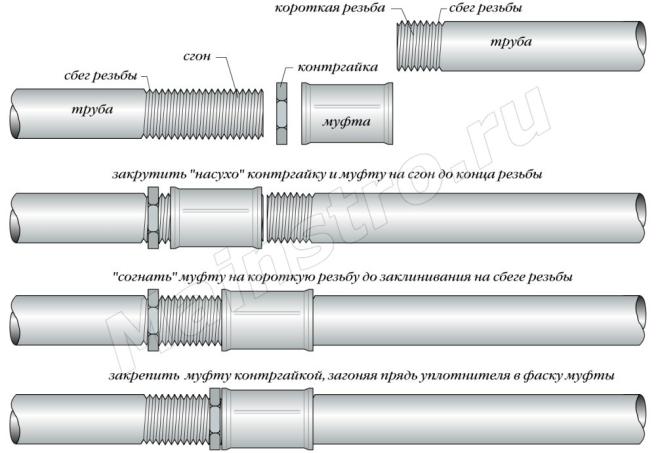 короткая резьба
сбег резьбы
труба
сгон
сбег резьбы
контргайка
труба
муфта
закрутить "насухо" контргайку и муфту на сгон до конца резьбы
"согнать" муфту на короткую резьбу до заклинивания на сбеге резьбы
закрепить муфту контргайкой, загоняя прядь уплотнителя в фаску муфты
Mainstro.ru